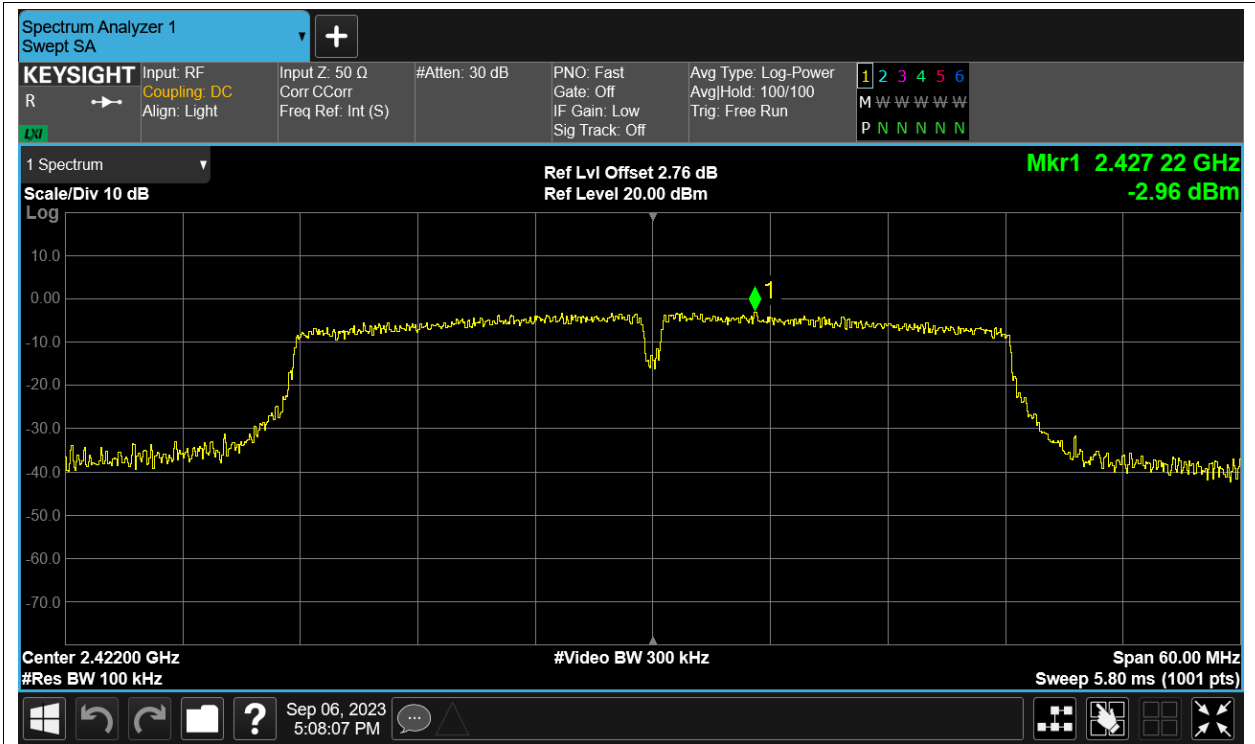 Spectrum Analyzer 1
Swept SA
+
KEYSIGHT Input: RF Input Z: 50 Ω #Atten: 30 dB PNO: Fast Avg Type: Log-Power 1 2 3 4 5 6
R Coupling: DC Corr CCorr Gate: Off Avg|Hold: 100/100 M W W W W W
Align: Light Freq Ref: Int (S) IF Gain: Low Trig: Free Run
LXI Sig Track: Off P N N N N N
1 Spectrum Ref Lvl Offset 2.76 dB Mkr1 2.427 22 GHz
Scale/Div 10 dB Ref Level 20.00 dBm -2.96 dBm
Log
10.0
0.00
1
-10.0
-20.0
-30.0
-40.0
-50.0
-60.0
-70.0
Center 2.42200 GHz #Video BW 300 kHz Span 60.00 MHz
#Res BW 100 kHz Sweep 5.80 ms (1001 pts)
? Sep 06, 2023
5:08:07 PM